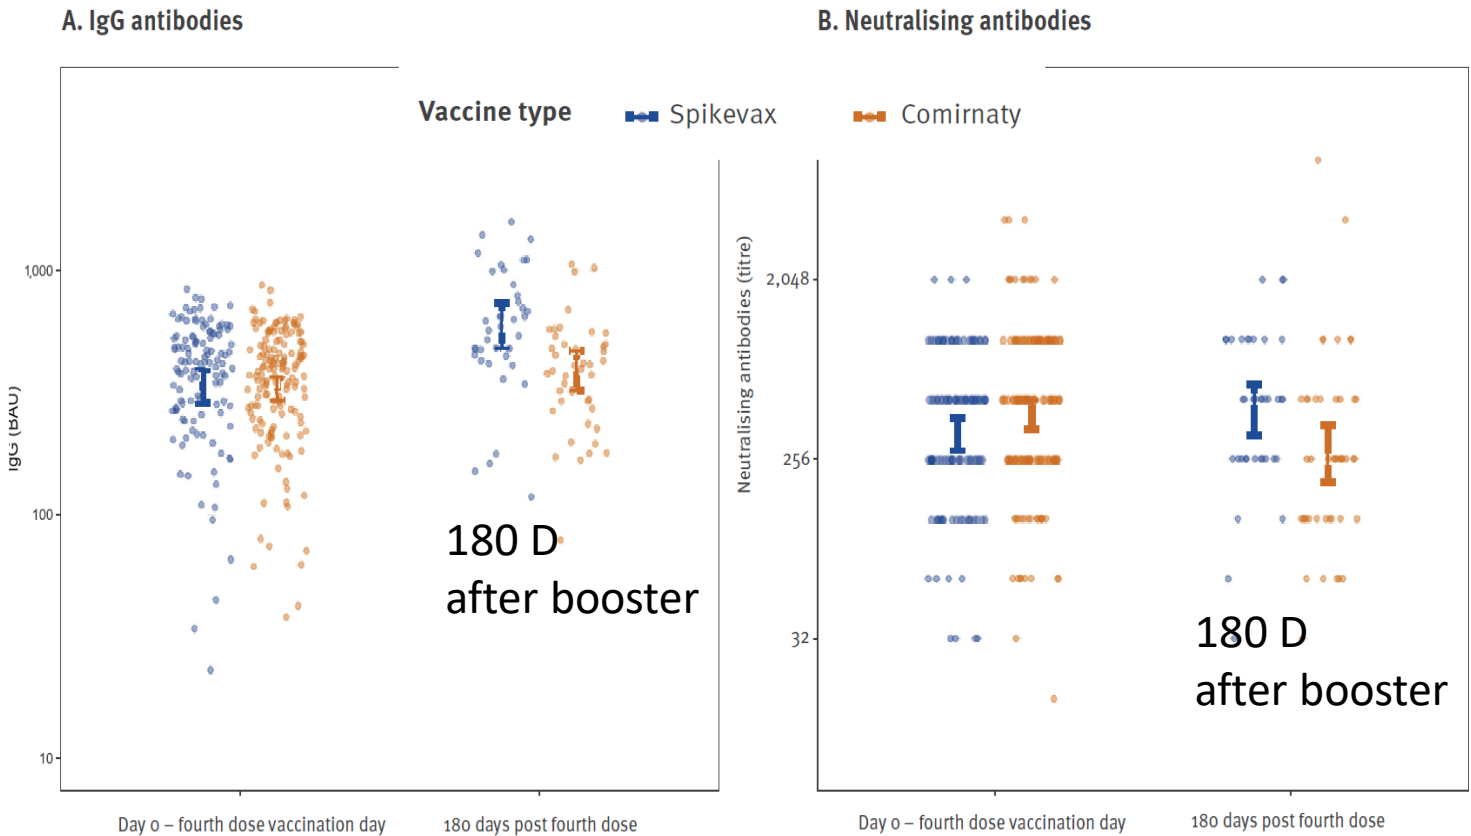 A. IgG antibodies
B. Neutralising antibodies
Vaccine type Spikevax Comirnaty
IgG (BAU)
1,000
100
10
180 D
after booster
Day 0 – fourth dose vaccination day
180 days post fourth dose
Neutralising antibodies (titre)
2,048
256
32
180 D
after booster
Day 0 – fourth dose vaccination day
180 days post fourth dose